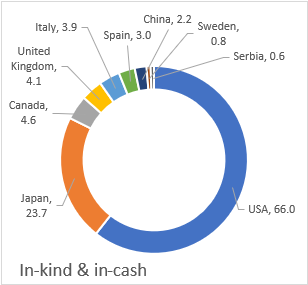 Italy, 3.9
Spain, 3.0
China, 2.2
Sweden,
0.8
United
Kingdom,
4.1
Serbia, 0.6
Canada,
4.6
Japan,
23.7
USA, 66.0
In-kind & in-cash